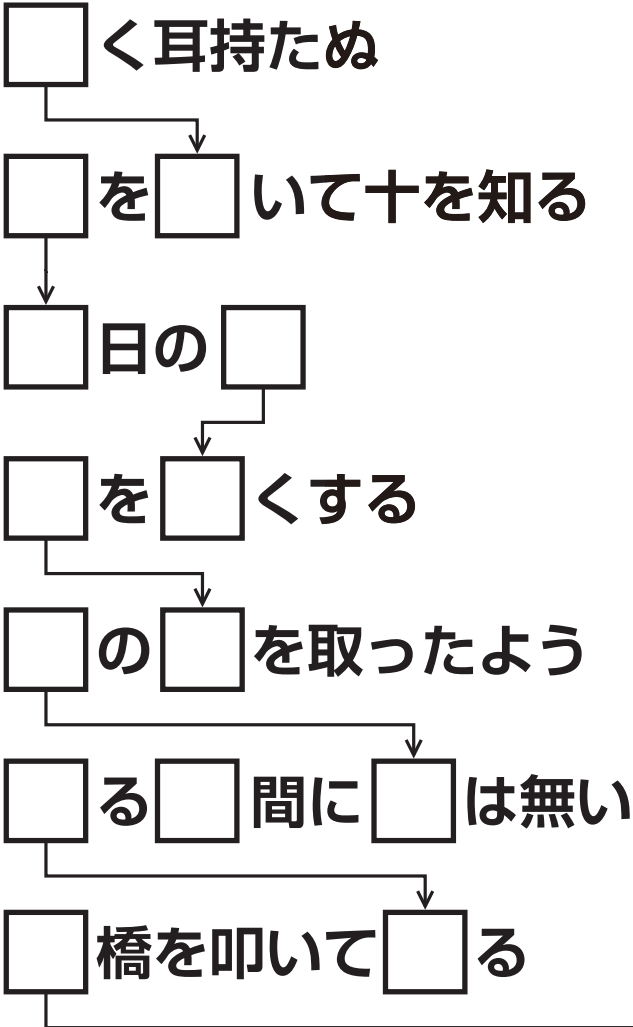 □く耳持たぬ
□を□いて十を知る
□日の□
□を□くする
□の□を取ったよう
□る□間に□は無い
□橋を叩いて□る